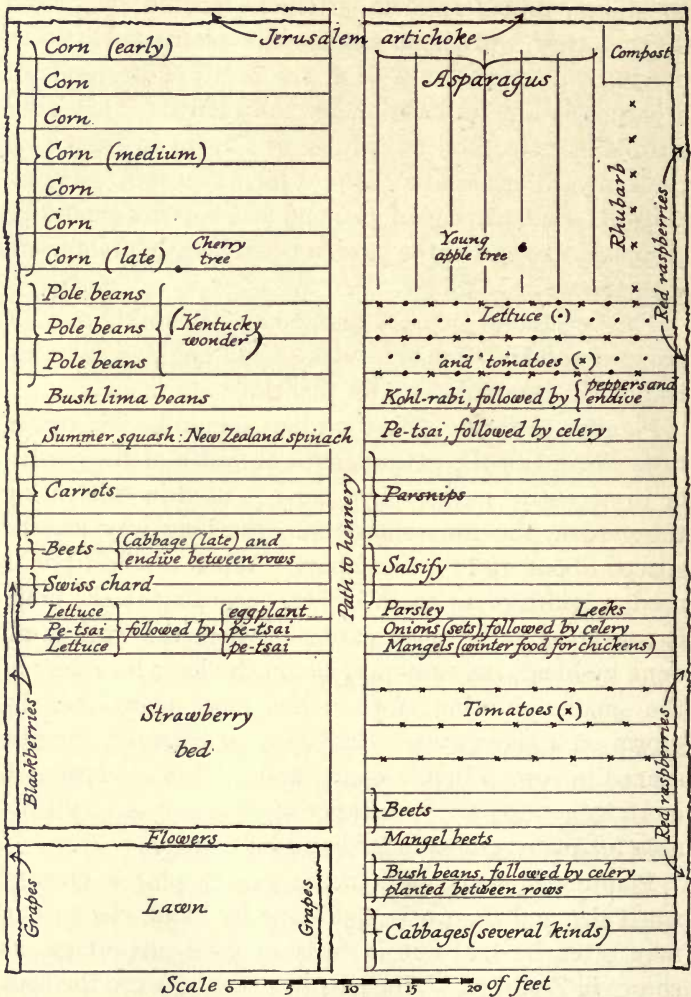 Jerusalem artichoke
Corn (early)
Corn
Corn
Corn (medium)
Corn
Corn
Corn (late)
Cherry
tree
Pole beans
Pole beans
Pole beans
(Kentucky
wonder)
Bush lima beans
Summer squash: New Zealand spinach
Carrots
Beets
(Cabbage (late) and
endive between rows
Swiss chard
Lettuce
Pe-tsai
Lettuce
followed by
eggplant
pe-tsai
pe-tsai
Strawberry
bed
Blackberries
Flowers
Grapes
Lawn
Grapes
Path to hennery
Asparagus
Compost
Rhubarb
Red raspberries
Young
apple tree
Lettuce (•)
and tomatoes (x)
Kohl-rabi, followed by
peppers and
endive
Pe-tsai, followed by celery
Parsnips
Salsify
Parsley Leeks
Onions (sets), followed by celery
Mangels (winter food for chickens)
Tomatoes (x)
Red raspberries
Beets
Mangel beets
Bush beans, followed by celery
planted between rows
Cabbages (several kinds)
Scale 0 5 10 15 20 of feet